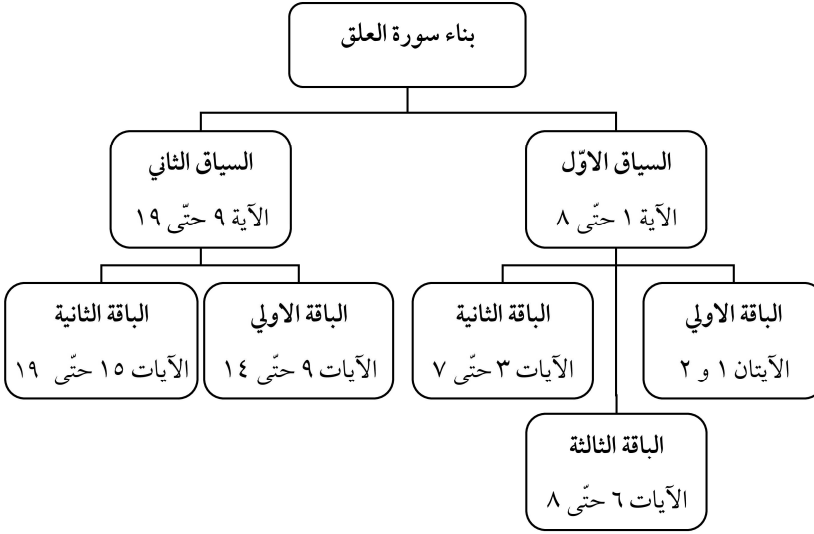 بناء سورة العلق
السياق الاوّل
الآية ١ حتّى ٨
السياق الثاني
الآية ٩ حتّى ١٩
الباقة الاولي
الآيتان ١ و ٢
الباقة الثانية
الآيات ٣ حتّى ٧
الباقة الاولي
الآيات ٩ حتّى ١٤
الباقة الثانية
الآيات ١٥ حتّى ١٩
الباقة الثالثة
الآيات ٦ حتّى ٨